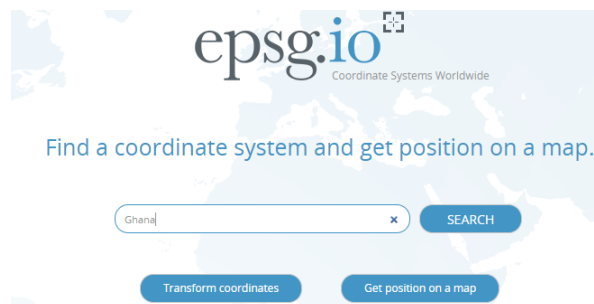 epsg.io
Coordinate Systems Worldwide
Find a coordinate system and get position on a map.
Ghana × SEARCH
Transform coordinates Get position on a map